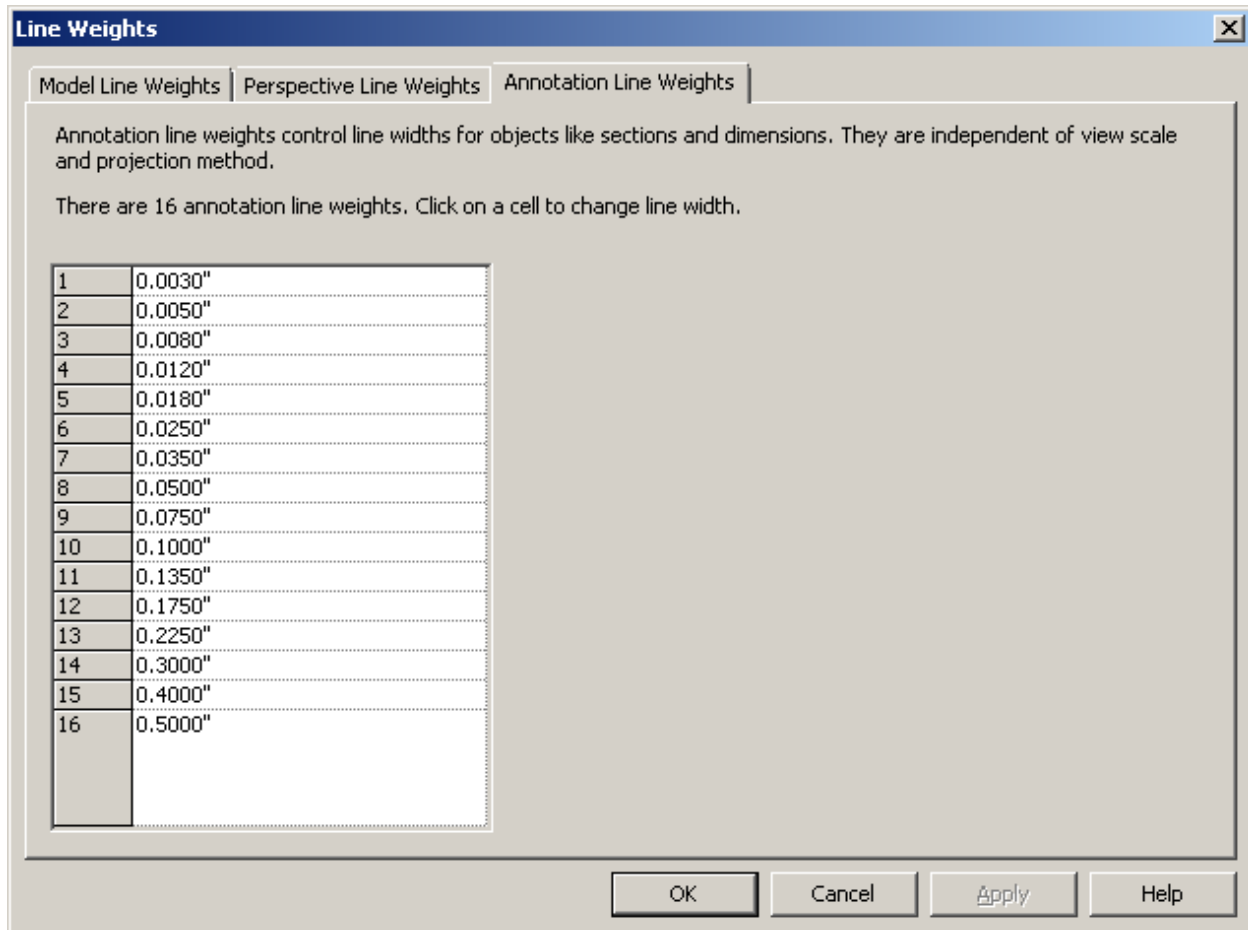 Line Weights
Model Line Weights Perspective Line Weights Annotation Line Weights
Annotation line weights control line widths for objects like sections and dimensions. They are independent of view scale
and projection method.
There are 16 annotation line weights. Click on a cell to change line width.
1 0.0030"
2 0.0050"
3 0.0080"
4 0.0120"
5 0.0180"
6 0.0250"
7 0.0350"
8 0.0500"
9 0.0750"
10 0.1000"
11 0.1350"
12 0.1750"
13 0.2250"
14 0.3000"
15 0.4000"
16 0.5000"
OK Cancel Apply Help